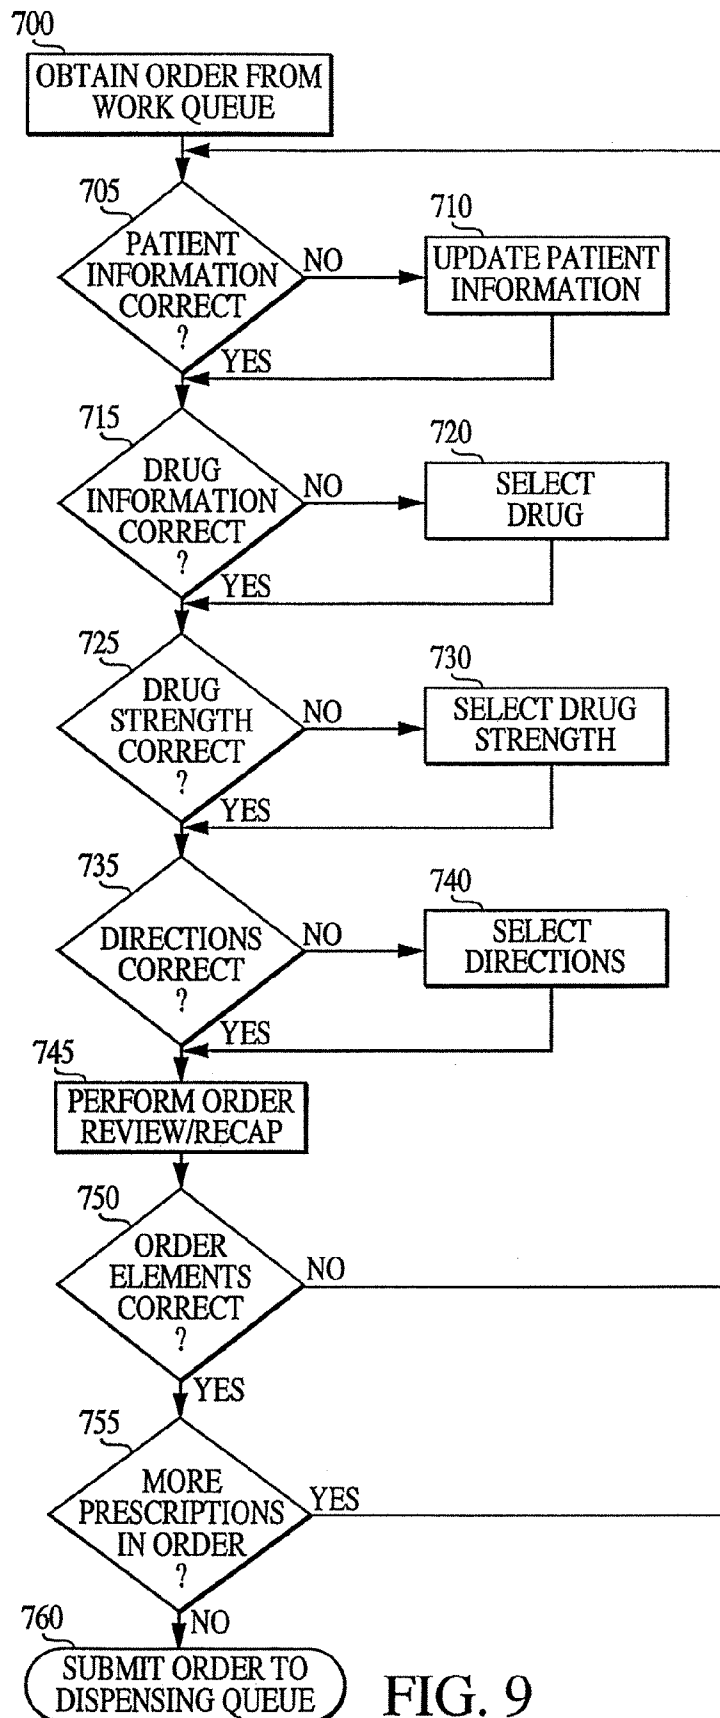 700
OBTAIN ORDER FROM
WORK QUEUE
705
PATIENT
INFORMATION
CORRECT
?
NO
YES
710
UPDATE PATIENT
INFORMATION
715
DRUG
INFORMATION
CORRECT
?
NO
YES
720
SELECT
DRUG
725
DRUG
STRENGTH
CORRECT
?
NO
YES
730
SELECT DRUG
STRENGTH
735
DIRECTIONS
CORRECT
?
NO
YES
740
SELECT
DIRECTIONS
745
PERFORM ORDER
REVIEW/RECAP
750
ORDER
ELEMENTS
CORRECT
?
NO
YES
755
MORE
PRESCRIPTIONS
IN ORDER
?
YES
NO
760
SUBMIT ORDER TO
DISPENSING QUEUE
FIG. 9